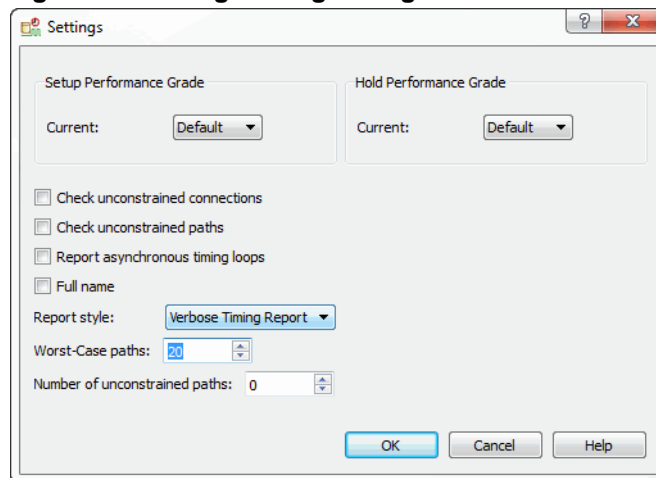 Settings
Setup Performance Grade
Current:
Default
Hold Performance Grade
Current:
Default
Check unconstrained connections
Check unconstrained paths
Report asynchronous timing loops
Full name
Report style:
Verbose Timing Report
Worst-Case paths:
20
Number of unconstrained paths:
0
OK
Cancel
Help